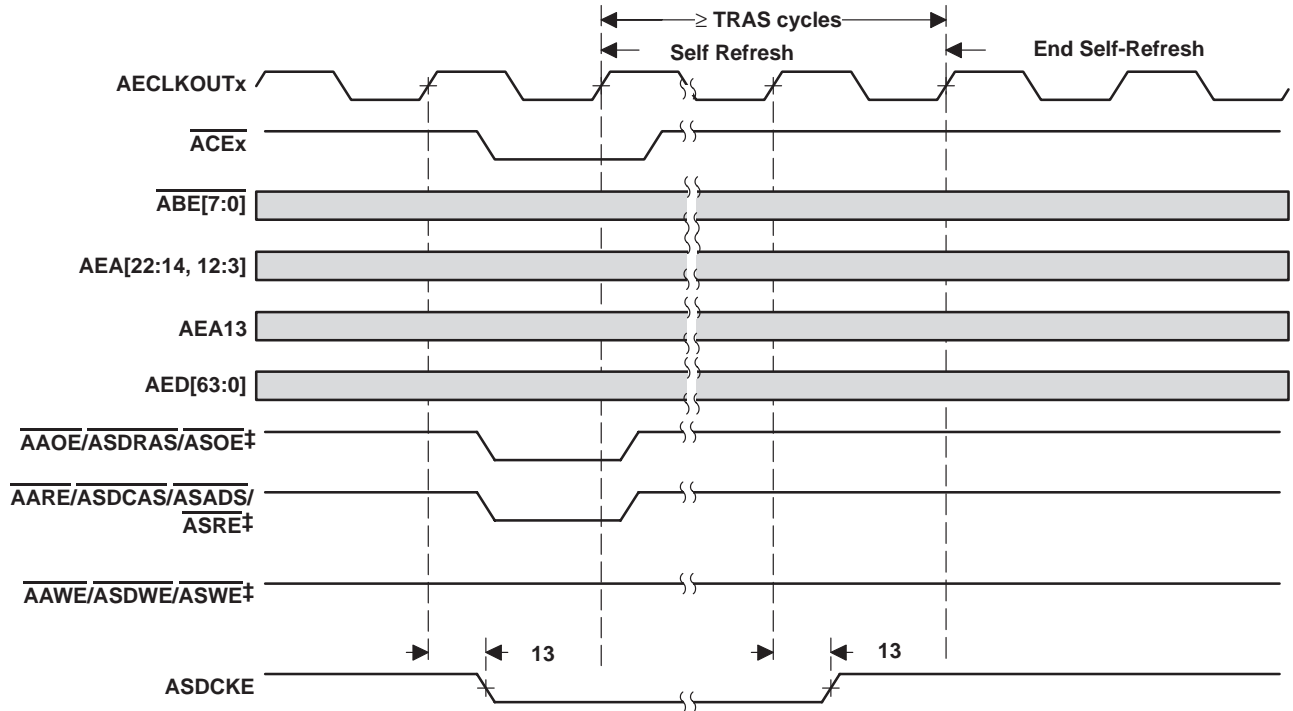 ≥ TRAS cycles
Self Refresh
End Self-Refresh
AECLKOUTx
ACEx
ABE[7:0]
AEA[22:14, 12:3]
AEA13
AED[63:0]
AAOE/ASDRAS/ASOE‡
AARE/ASDCAS/ASADS/
ASRE‡
AAWE/ASDWE/ASWE‡
13
13
ASDCKE